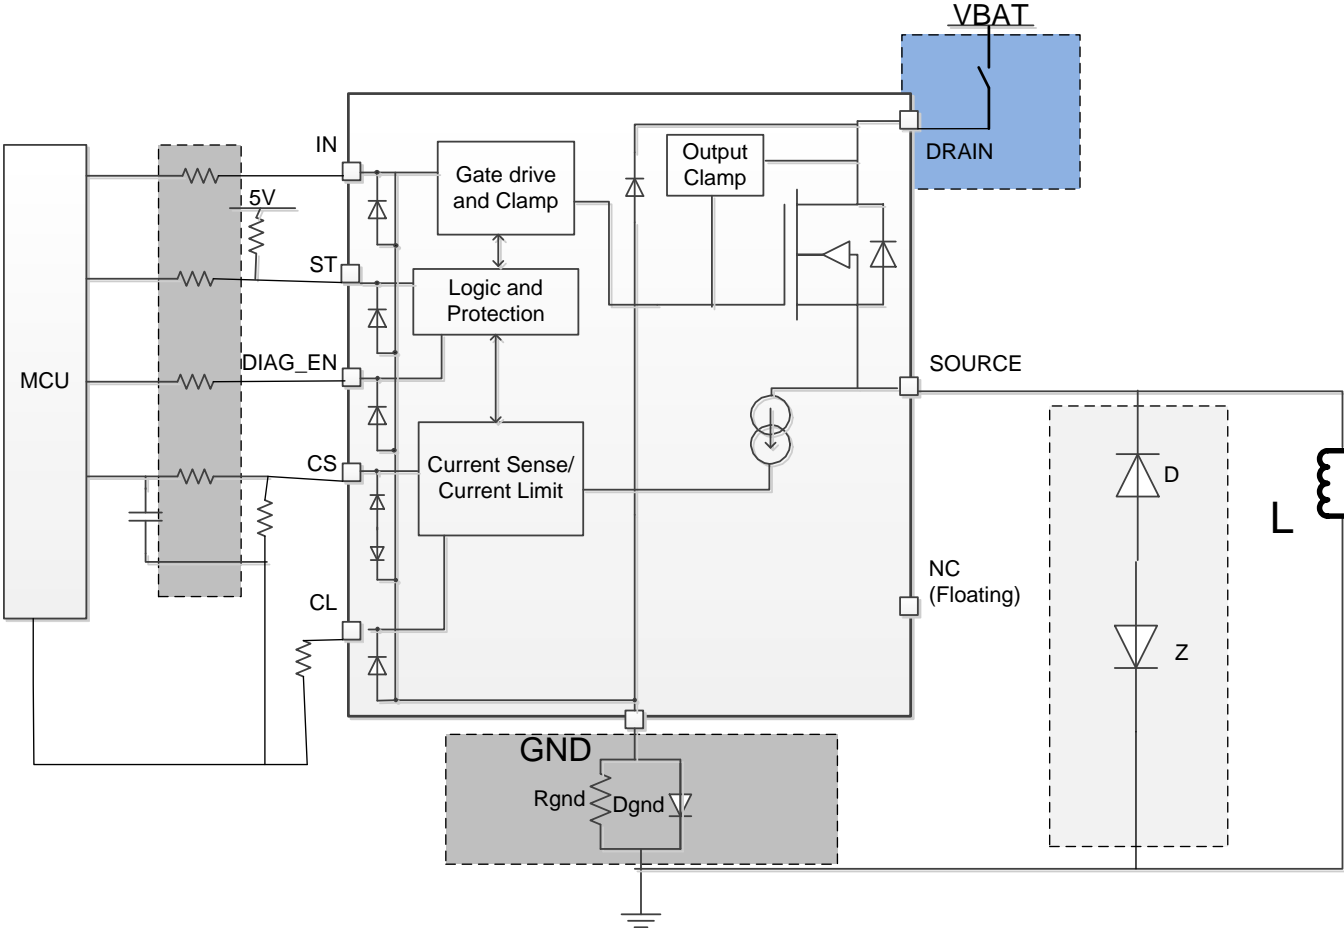 VBAT
IN
Gate drive
and Clamp
Output
Clamp
DRAIN
5V
ST
Logic and
Protection
MCU
DIAG_EN
SOURCE
CS
Current Sense/
Current Limit
D
L
NC
(Floating)
CL
Z
GND
Rgnd
Dgnd